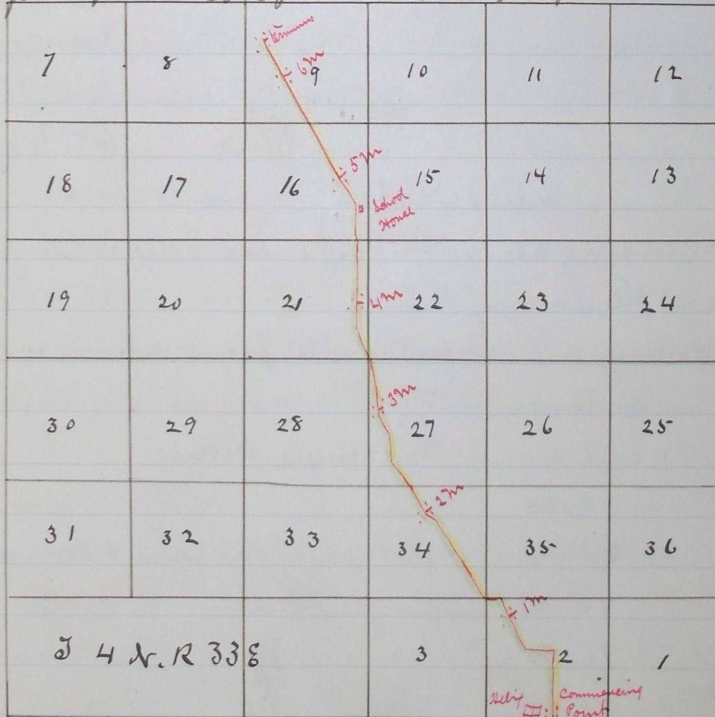 Terminus
7 8 9 10 11 12
6m
5m
18 17 16 15 14 13
School
House
19 20 21 22 23 24
4m
3m
30 29 28 27 26 25
2m
31 32 33 34 35 36
1m
T 4 N. R 33 E 3 2 1
Helix Commencing
Point